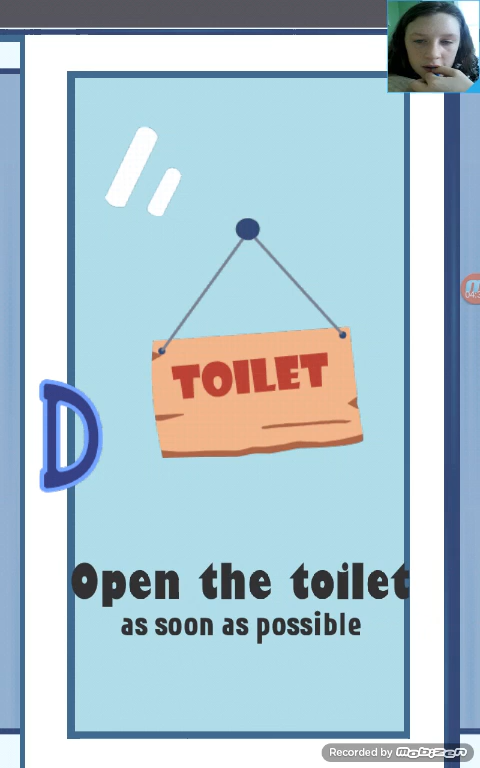 TOILET
Open the toilet
as soon as possible
Recorded by mobizen